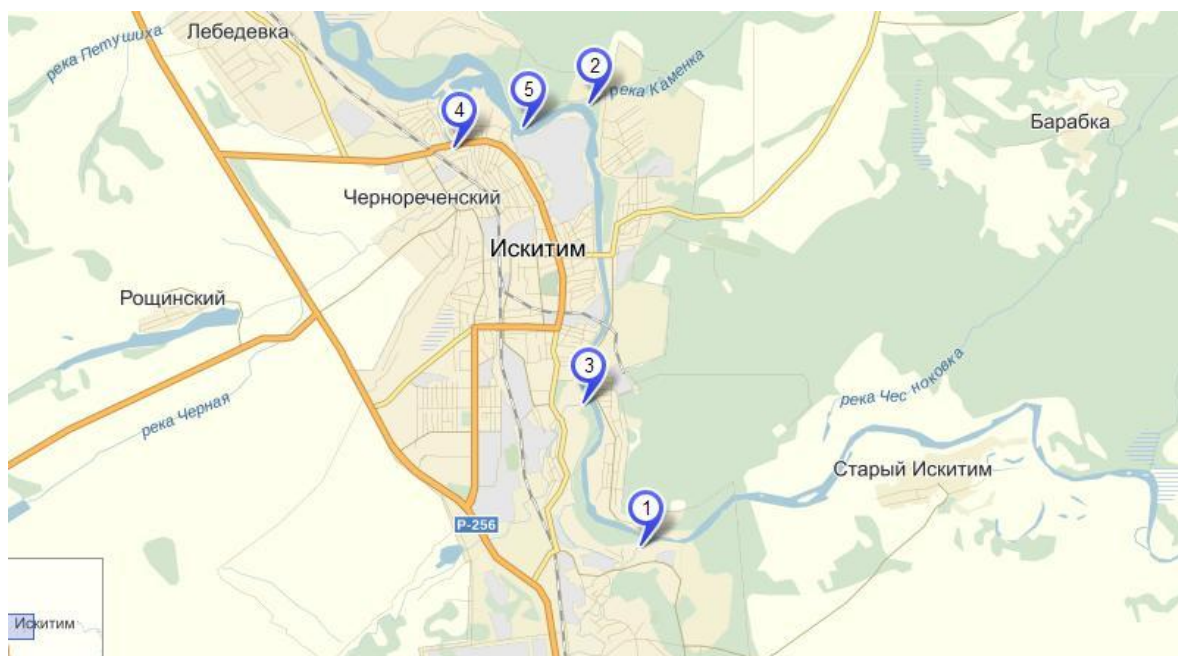 Лебедевка
река Петушиха
2
река Каменка
5
4
Барабка
Чернореченский
Искитим
Рощинский
3
река Черная
река Чес ноковка
Старый Искитим
1
Р-256
Искитим